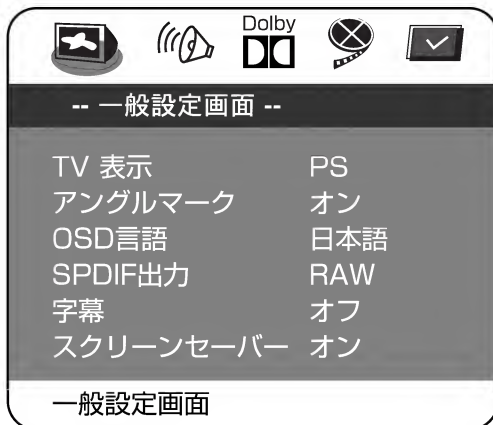 Dolby
-- 一般設定画面 --
TV 表示 PS
アングルマーク オン
OSD言語 日本語
SPDIF出力 RAW
字幕 オフ
スクリーンセーバー オン
一般設定画面